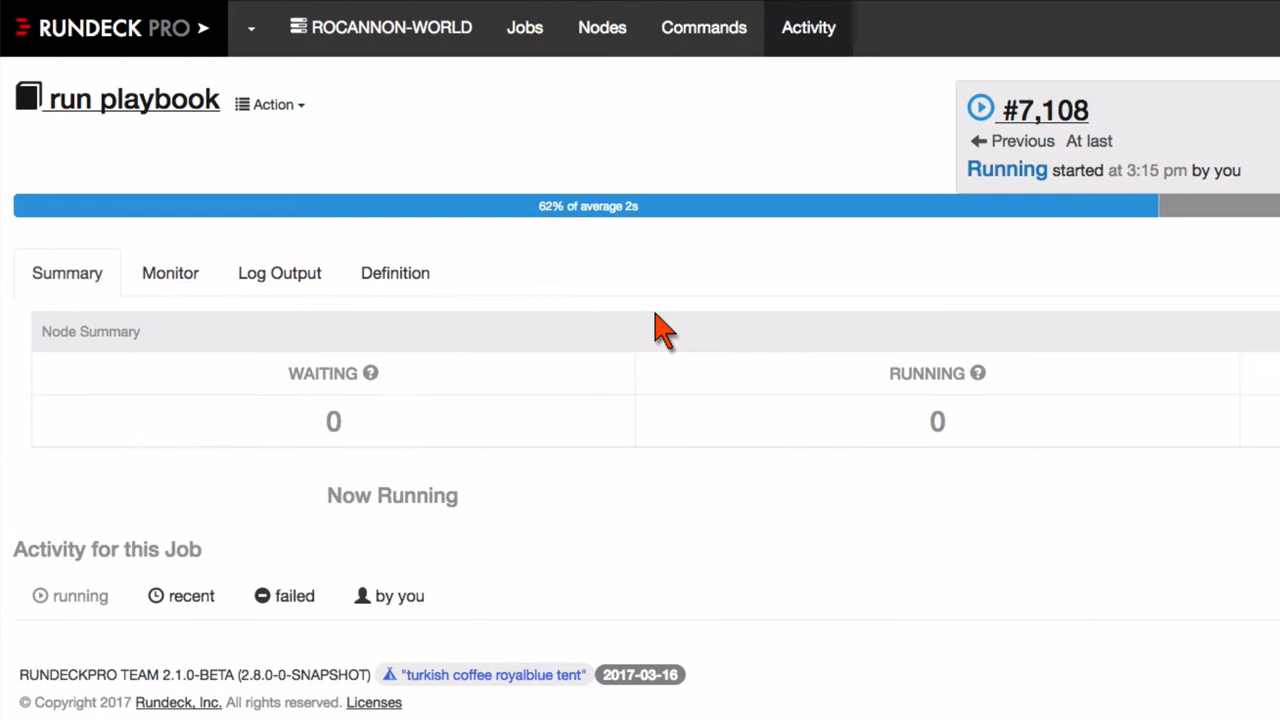 RUNDECK PRO ROCANNON-WORLD Jobs Nodes Commands Activity
run playbook Action
#7,108
Previous At last
Running started at 3:15 pm by you
62% of average 2s
Summary Monitor Log Output Definition
Node Summary
WAITING RUNNING
0 0
Now Running
Activity for this Job
running recent failed by you
RUNDECKPRO TEAM 2.1.0-BETA (2.8.0-0-SNAPSHOT) "turkish coffee royalblue tent" 2017-03-16
© Copyright 2017 Rundeck, Inc. All rights reserved. Licenses